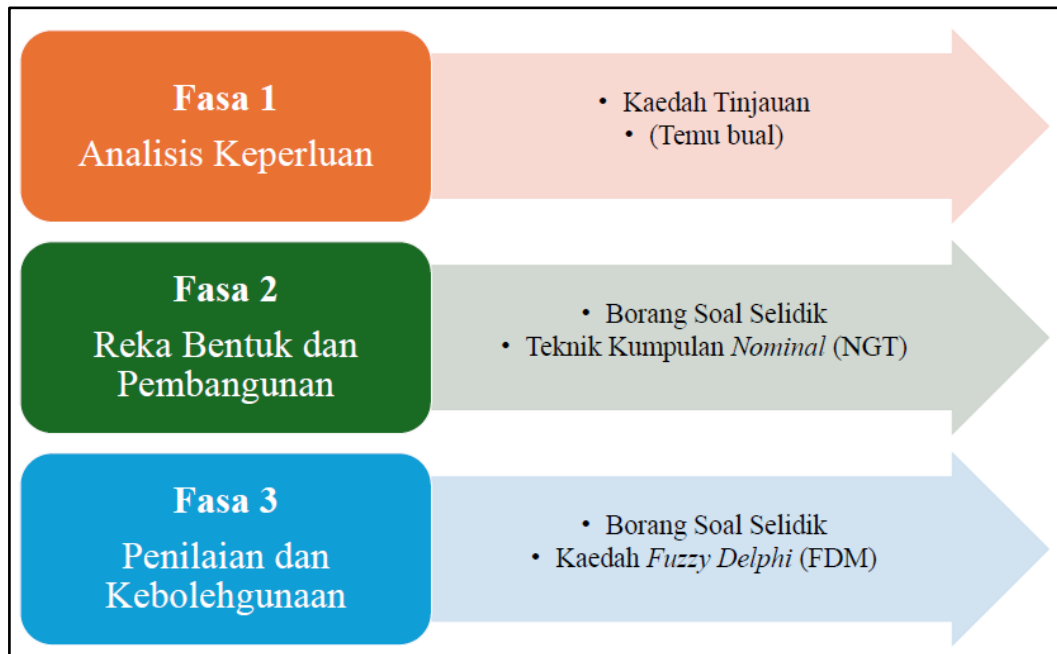 Fasa 1
Analisis Keperluan
• Kaedah Tinjauan
• (Temu bual)
Fasa 2
Reka Bentuk dan
Pembangunan
• Borang Soal Selidik
• Teknik Kumpulan Nominal (NGT)
Fasa 3
Penilaian dan
Kebolehgunaan
• Borang Soal Selidik
• Kaedah Fuzzy Delphi (FDM)